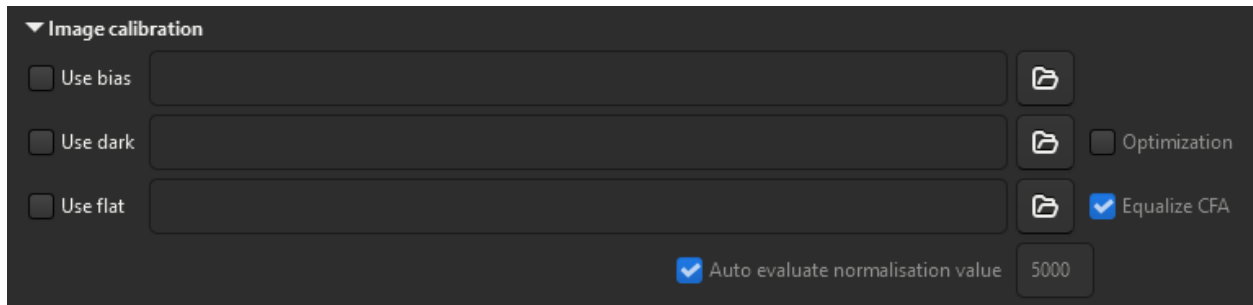 Image calibration
Use bias
Use dark Optimization
Use flat Equalize CFA
Auto evaluate normalisation value 5000